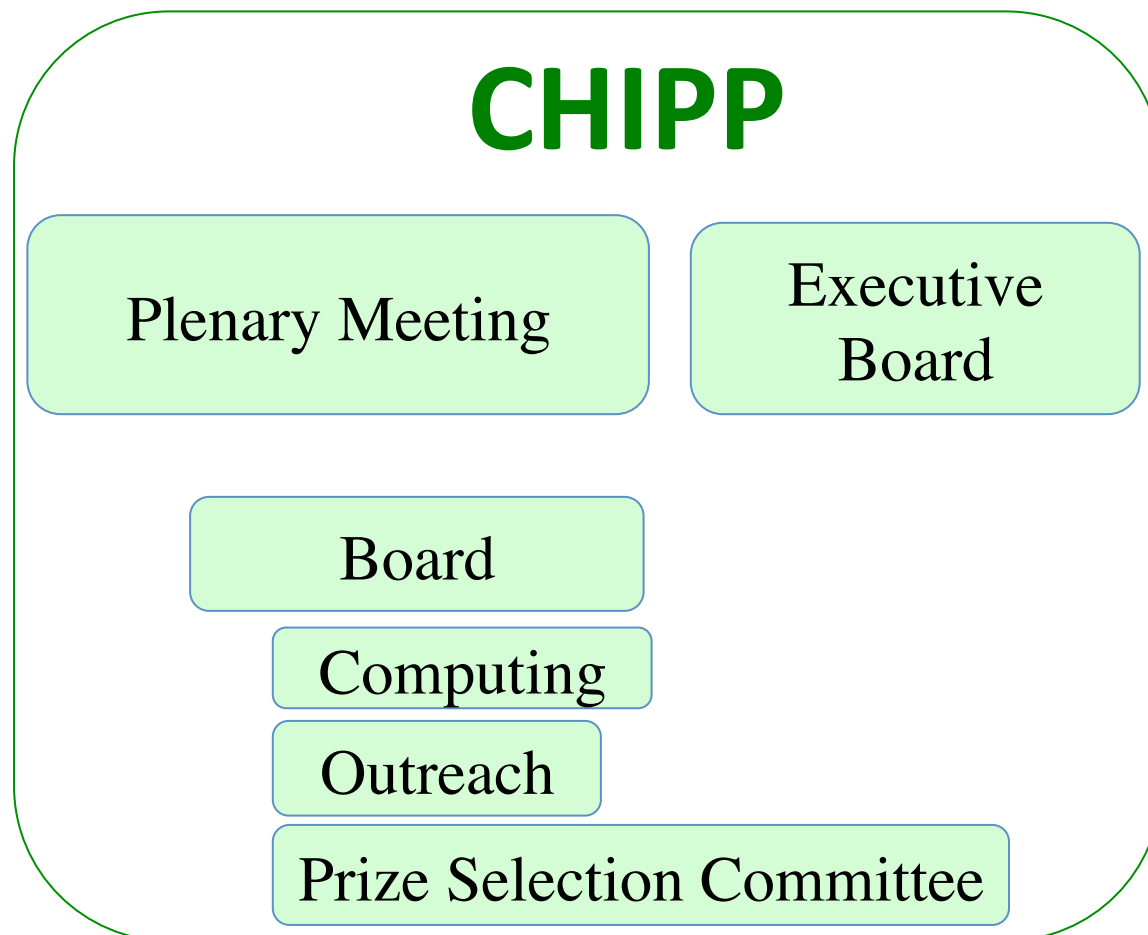 CHIPP
Plenary Meeting
Executive
Board
Board
Computing
Outreach
Prize Selection Committee